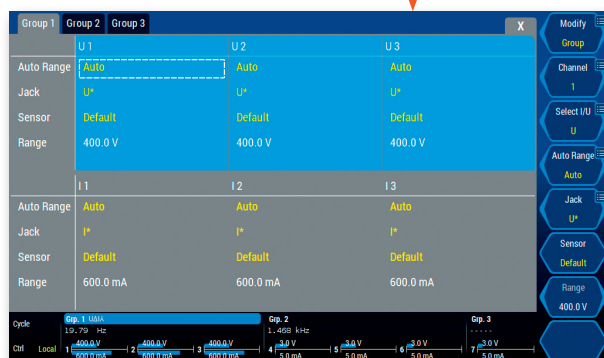 Group 1 Group 2 Group 3 X
U 1 U 2 U 3
Auto Range Auto Auto Auto
Jack U* U* U*
Sensor Default Default Default
Range 400.0 V 400.0 V 400.0 V
I 1 I 2 I 3
Auto Range Auto Auto Auto
Jack I* I* I*
Sensor Default Default Default
Range 600.0 mA 600.0 mA 600.0 mA
Modify
Group
Channel
1
Select I/U
U
Auto Range
Auto
Jack
U*
Sensor
Default
Range
400.0 V
Cycle Grp. 1 Grp. 2 Grp. 3
19.79 Hz 1.468 kHz -----
Ctrl Local 1 400.0 V 2 400.0 V 3 400.0 V 4 3.0 V 5 3.0 V 6 3.0 V 7 3.0 V
600.0 mA 600.0 mA 600.0 mA 5.0 mA 5.0 mA 5.0 mA 5.0 mA